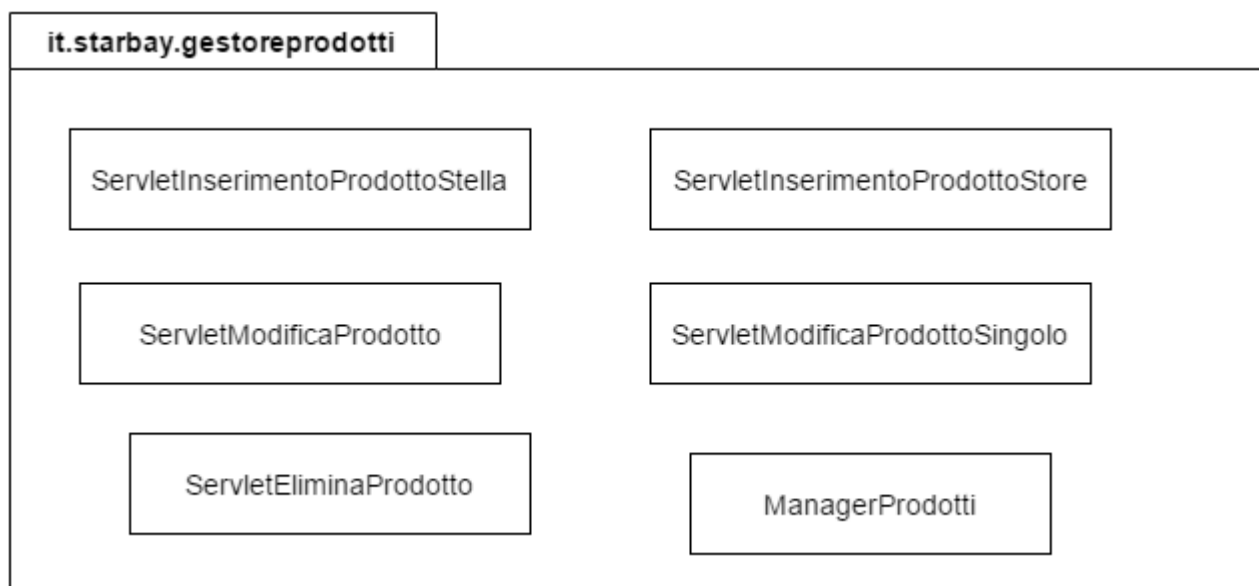 it.starbay.gestoreprodotti
ServletInserimentoProdottoStella
ServletInserimentoProdottoStore
ServletModificaProdotto
ServletModificaProdottoSingolo
ServletEliminaProdotto
ManagerProdotti